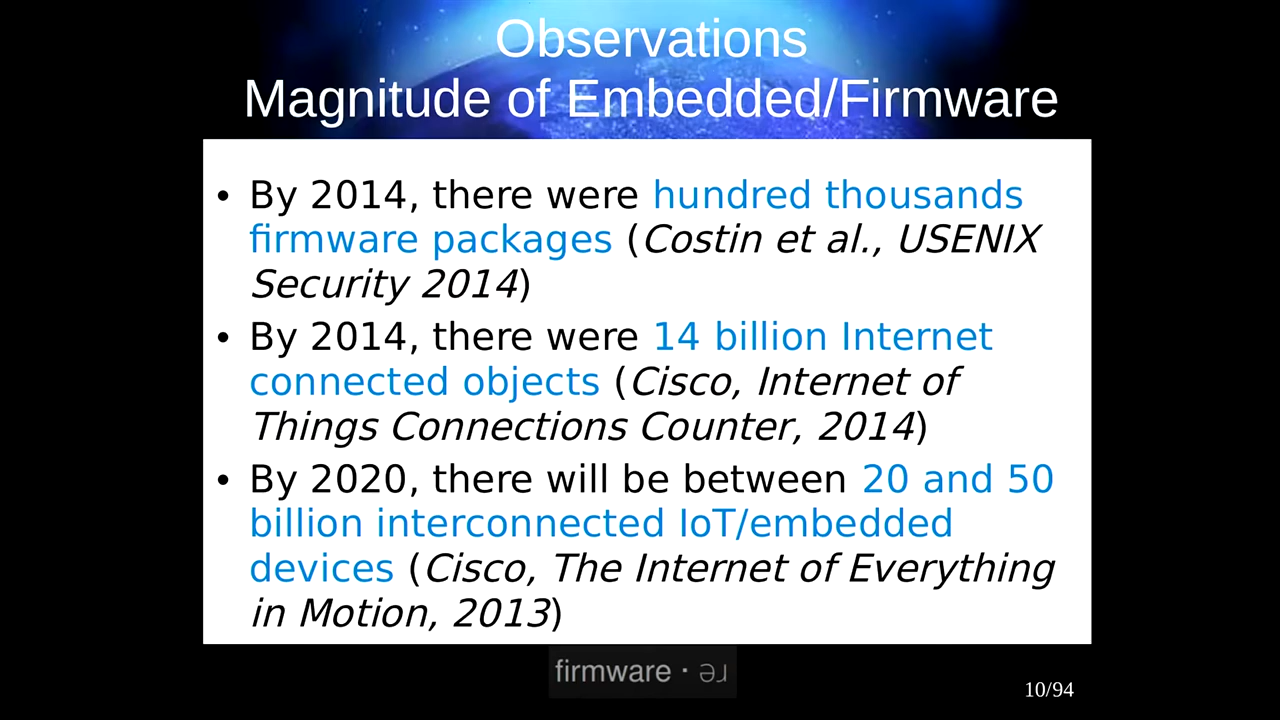 Observations
Magnitude of Embedded/Firmware
• By 2014, there were hundred thousands
firmware packages (Costin et al., USENIX
Security 2014)
• By 2014, there were 14 billion Internet
connected objects (Cisco, Internet of
Things Connections Counter, 2014)
• By 2020, there will be between 20 and 50
billion interconnected IoT/embedded
devices (Cisco, The Internet of Everything
in Motion, 2013)
firmware · ǝɹ
10/94